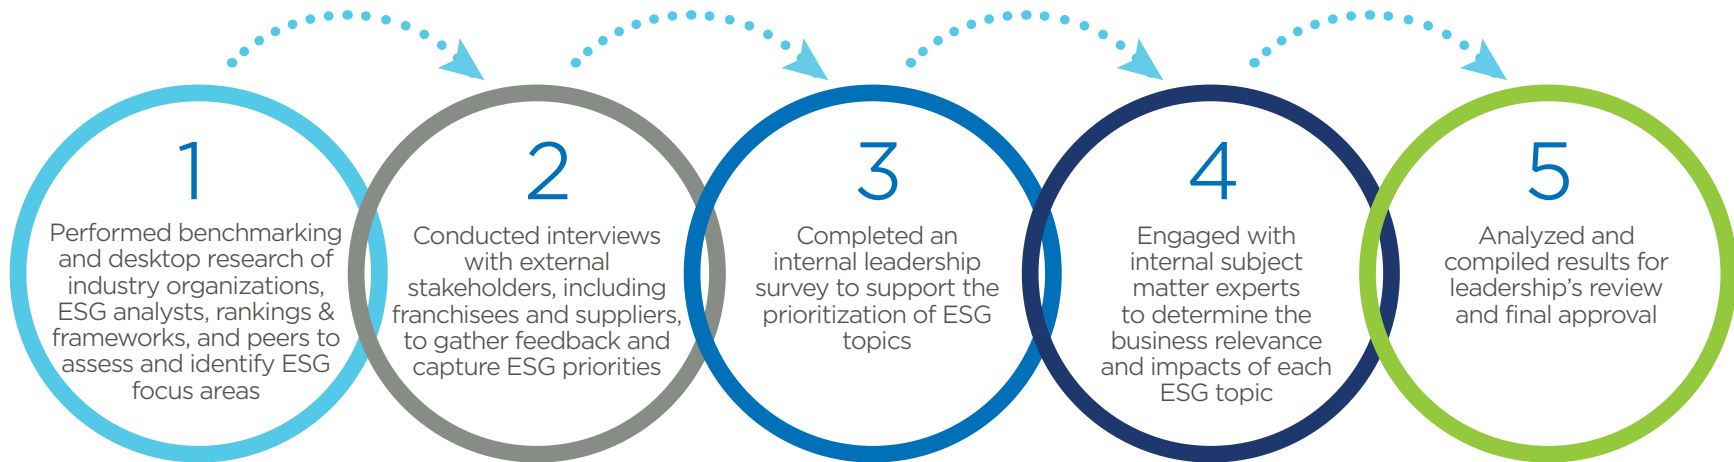 1
Performed benchmarking
and desktop research of
industry organizations,
ESG analysts, rankings &
frameworks, and peers to
assess and identify ESG
focus areas
2
Conducted interviews
with external
stakeholders, including
franchisees and suppliers,
to gather feedback and
capture ESG priorities
3
Completed an
internal leadership
survey to support the
prioritization of ESG
topics
4
Engaged with
internal subject
matter experts
to determine the
business relevance
and impacts of each
ESG topic
5
Analyzed and
compiled results for
leadership’s review
and final approval